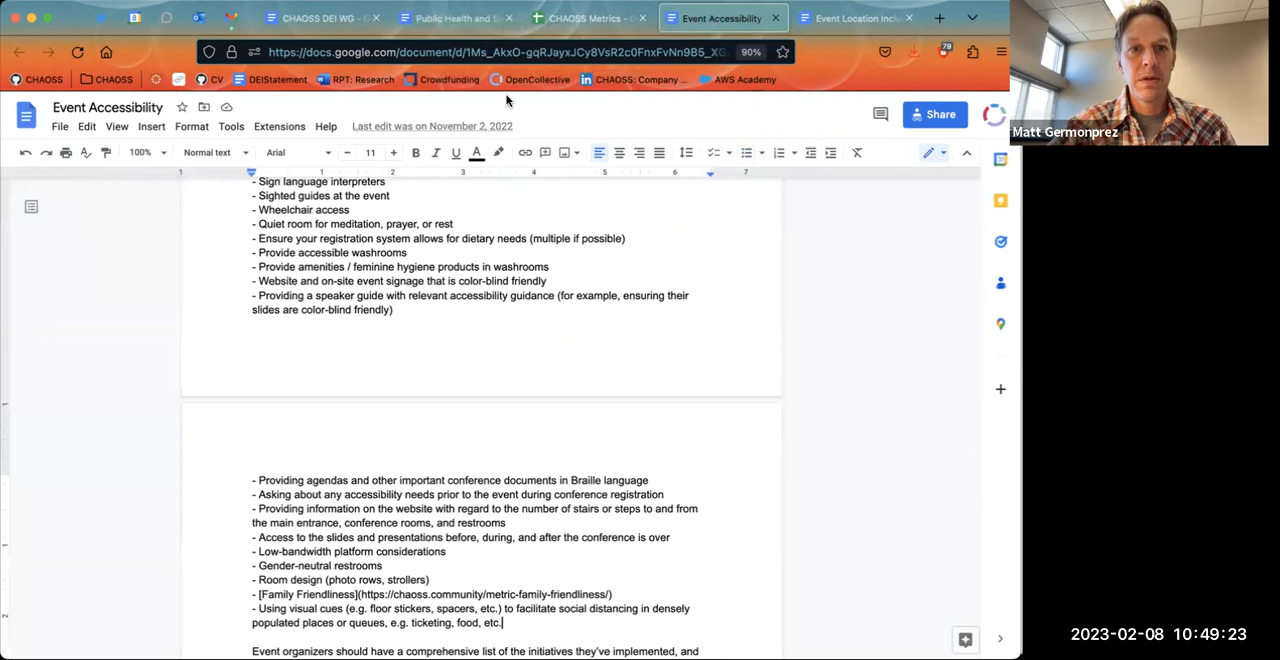 CHAOSS DEI WG -
Public Health and S
CHAOSS Metrics -
Event Accessibility
Event Location Inclu
https://docs.google.com/document/d/1Ms_AkxO-gqRJayxJCy8VsR2c0FnxFvNn9B5_XG
90%
79
CHAOSS
CHAOSS
CV
DEIStatement
RPT: Research
Crowdfunding
OpenCollective
CHAOSS: Company ...
AWS Academy
Matt Germonprez
Event Accessibility
Share
File Edit View Insert Format Tools Extensions Help Last edit was on November 2, 2022
100% Normal text Arial 11 B I U A
1 1 2 3 4 5 6 7
- Sign language interpreters
- Sighted guides at the event
- Wheelchair access
- Quiet room for meditation, prayer, or rest
- Ensure your registration system allows for dietary needs (multiple if possible)
- Provide accessible washrooms
- Provide amenities / feminine hygiene products in washrooms
- Website and on-site event signage that is color-blind friendly
- Providing a speaker guide with relevant accessibility guidance (for example, ensuring their
slides are color-blind friendly)
- Providing agendas and other important conference documents in Braille language
- Asking about any accessibility needs prior to the event during conference registration
- Providing information on the website with regard to the number of stairs or steps to and from
the main entrance, conference rooms, and restrooms
- Access to the slides and presentations before, during, and after the conference is over
- Low-bandwidth platform considerations
- Gender-neutral restrooms
- Room design (photo rows, strollers)
- [Family Friendliness](https://chaoss.community/metric-family-friendliness/)
- Using visual cues (e.g. floor stickers, spacers, etc.) to facilitate social distancing in densely
populated places or queues, e.g. ticketing, food, etc.
Event organizers should have a comprehensive list of the initiatives they've implemented, and
2023-02-08 10:49:23